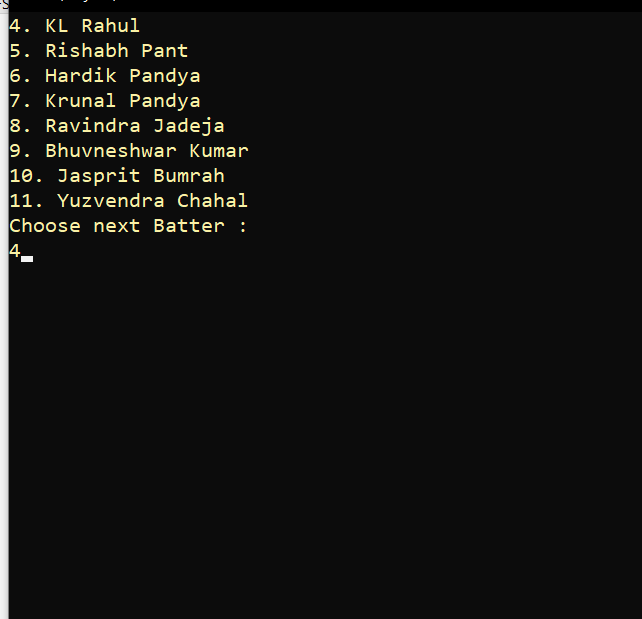 4. KL Rahul
5. Rishabh Pant
6. Hardik Pandya
7. Krunal Pandya
8. Ravindra Jadeja
9. Bhuvneshwar Kumar
10. Jasprit Bumrah
11. Yuzvendra Chahal
Choose next Batter :
4